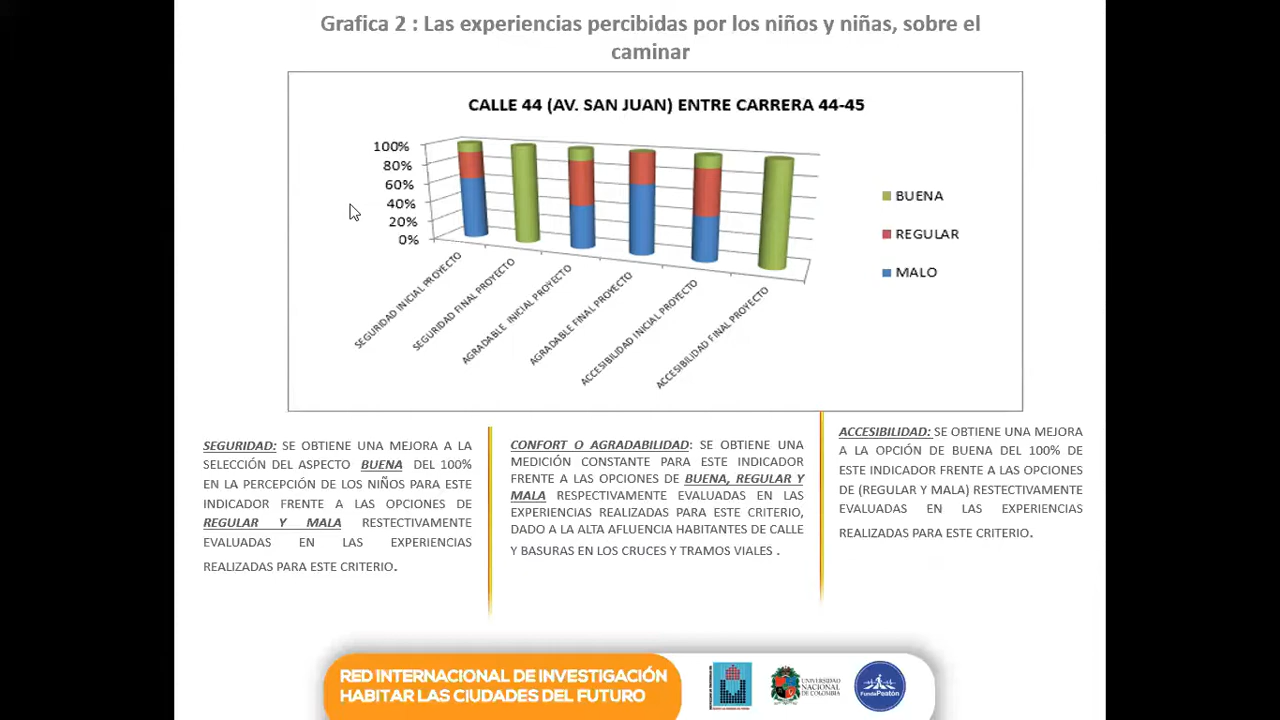 Grafica 2 : Las experiencias percibidas por los niños y niñas, sobre el
caminar
CALLE 44 (AV. SAN JUAN) ENTRE CARRERA 44-45
100%
80%
60%
40%
20%
0%
SEGURIDAD INICIAL PROYECTO
SEGURIDAD FINAL PROYECTO
AGRADABLE INICIAL PROYECTO
AGRADABLE FINAL PROYECTO
ACCESIBILIDAD INICIAL PROYECTO
ACCESIBILIDAD FINAL PROYECTO
BUENA
REGULAR
MALO
SEGURIDAD: SE OBTIENE UNA MEJORA A LA
SELECCIÓN DEL ASPECTO BUENA DEL 100%
EN LA PERCEPCIÓN DE LOS NIÑOS PARA ESTE
INDICADOR FRENTE A LAS OPCIONES DE
REGULAR Y MALA RESTECTIVAMENTE
EVALUADAS EN LAS EXPERIENCIAS
REALIZADAS PARA ESTE CRITERIO.
CONFORT O AGRADABILIDAD: SE OBTIENE UNA
MEDICIÓN CONSTANTE PARA ESTE INDICADOR
FRENTE A LAS OPCIONES DE BUENA, REGULAR Y
MALA RESPECTIVAMENTE EVALUADAS EN LAS
EXPERIENCIAS REALIZADAS PARA ESTE CRITERIO,
DADO A LA ALTA AFLUENCIA HABITANTES DE CALLE
Y BASURAS EN LOS CRUCES Y TRAMOS VIALES .
ACCESIBILIDAD: SE OBTIENE UNA MEJORA
A LA OPCIÓN DE BUENA DEL 100% DE
ESTE INDICADOR FRENTE A LAS OPCIONES
DE (REGULAR Y MALA) RESTECTIVAMENTE
EVALUADAS EN LAS EXPERIENCIAS
REALIZADAS PARA ESTE CRITERIO.
RED INTERNACIONAL DE INVESTIGACIÓN
HABITAR LAS CIUDADES DEL FUTURO
UNIVERSIDAD
NACIONAL
DE COLOMBIA
FundaPeatón